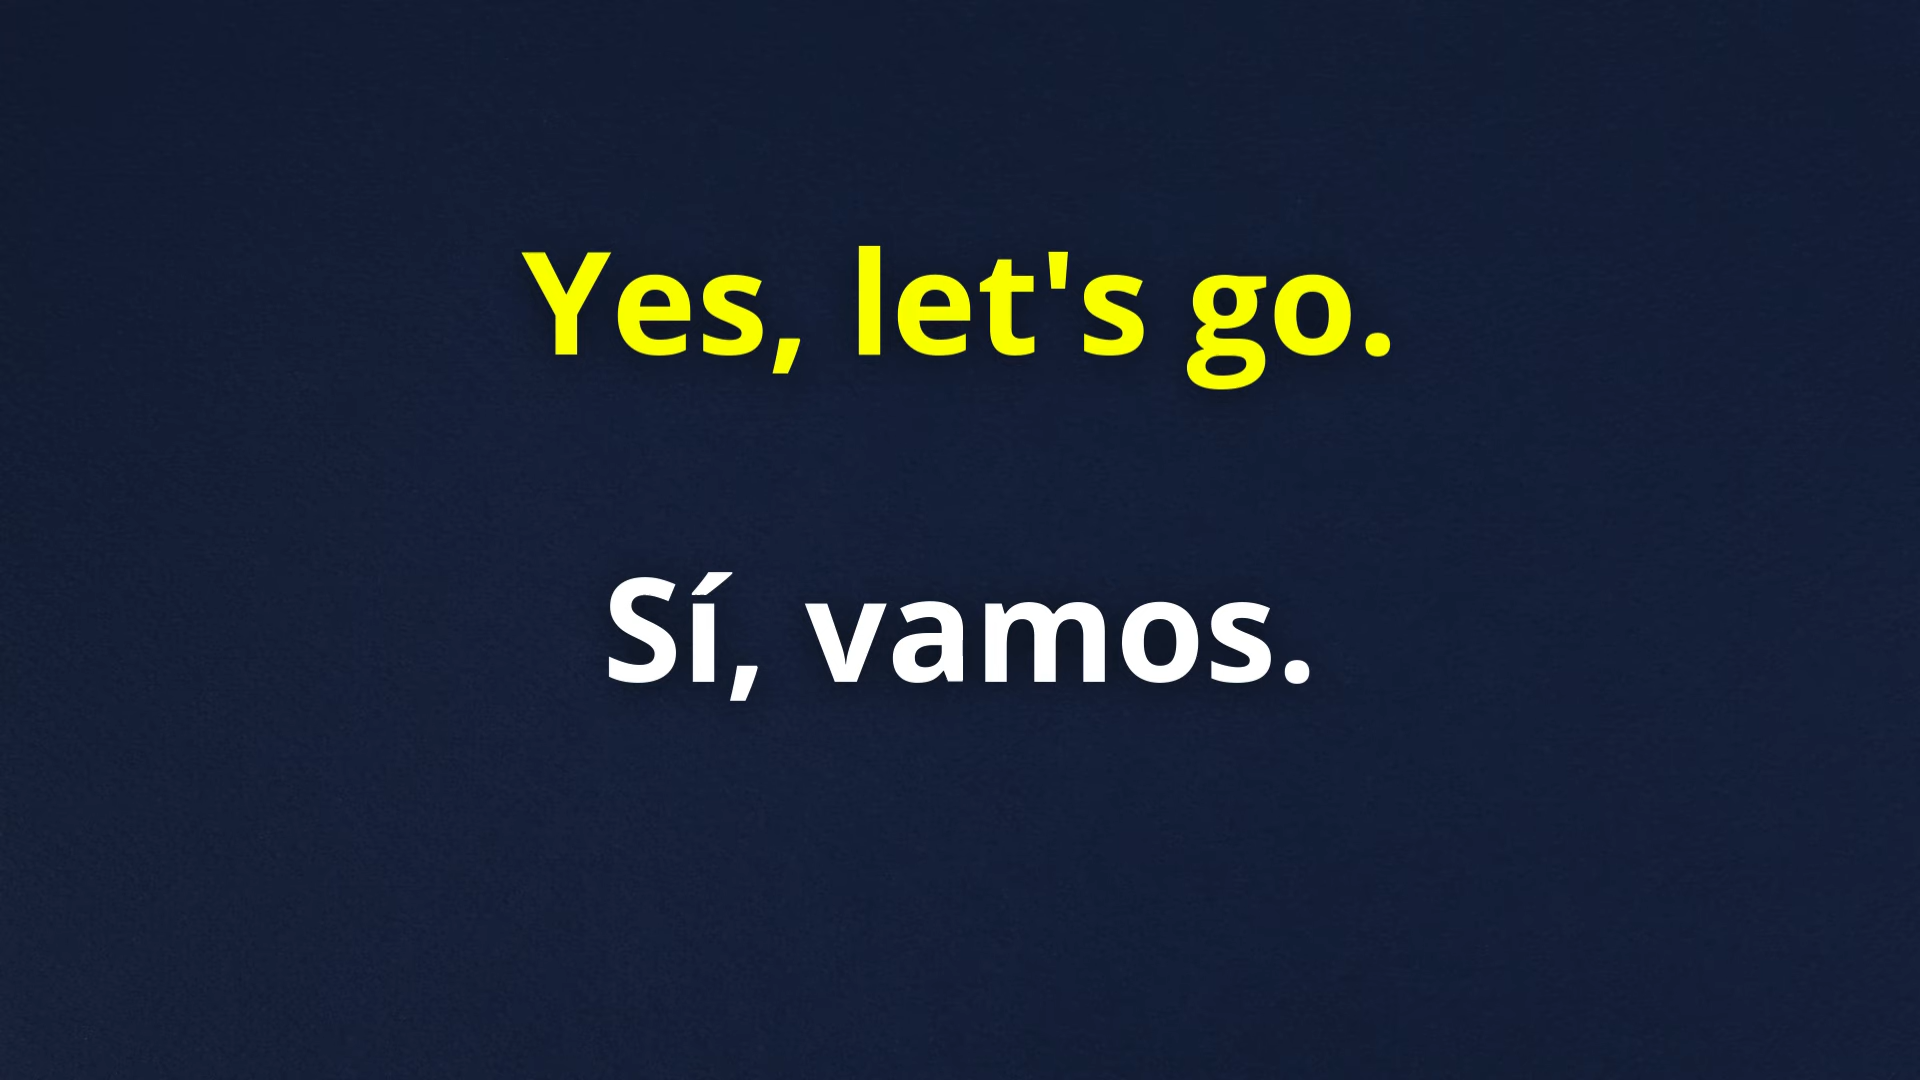 Yes, let's go.
Sí, vamos.